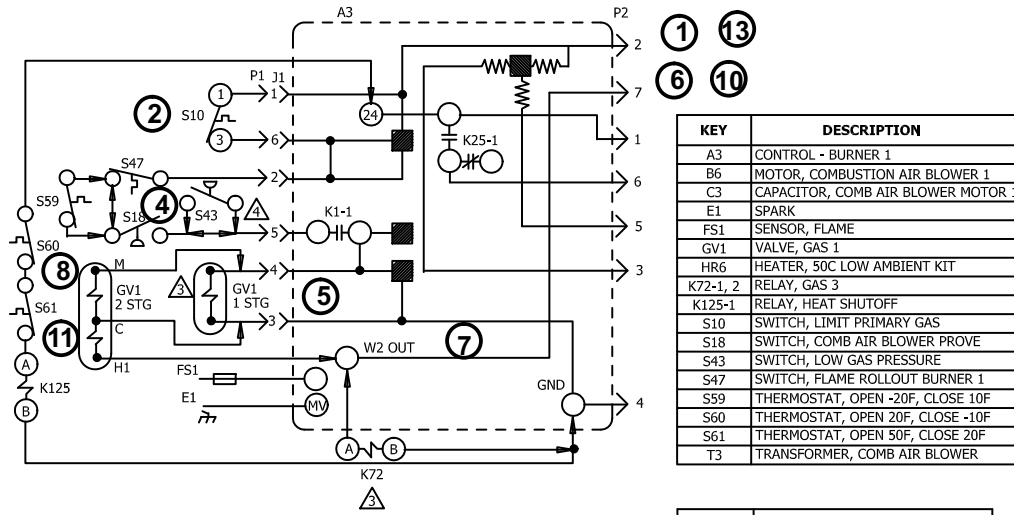 A3
P2
2
1
13
P1
J1
1
1
7
6
10
2
S10
24
3
6
K25-1
1
S47
2
6
S59
4
S18
S43
4
K1-1
5
5
S60
8
M
4
3
GV1
2 STG
3
GV1
1 STG
5
S61
C
3
11
7
W2 OUT
A
H1
K125
FS1
GND
B
E1
MV
4
A
B
K72
3
KEY
DESCRIPTION
A3 CONTROL - BURNER 1
B6 MOTOR, COMBUSTION AIR BLOWER 1
C3 CAPACITOR, COMB AIR BLOWER MOTOR 1
E1 SPARK
FS1 SENSOR, FLAME
GV1 VALVE, GAS 1
HR6 HEATER, 50C LOW AMBIENT KIT
K72-1, 2 RELAY, GAS 3
K125-1 RELAY, HEAT SHUTOFF
S10 SWITCH, LIMIT PRIMARY GAS
S18 SWITCH, COMB AIR BLOWER PROVE
S43 SWITCH, LOW GAS PRESSURE
S47 SWITCH, FLAME ROLLOUT BURNER 1
S59 THERMOSTAT, OPEN -20F, CLOSE 10F
S60 THERMOSTAT, OPEN 20F, CLOSE -10F
S61 THERMOSTAT, OPEN 50F, CLOSE 20F
T3 TRANSFORMER, COMB AIR BLOWER